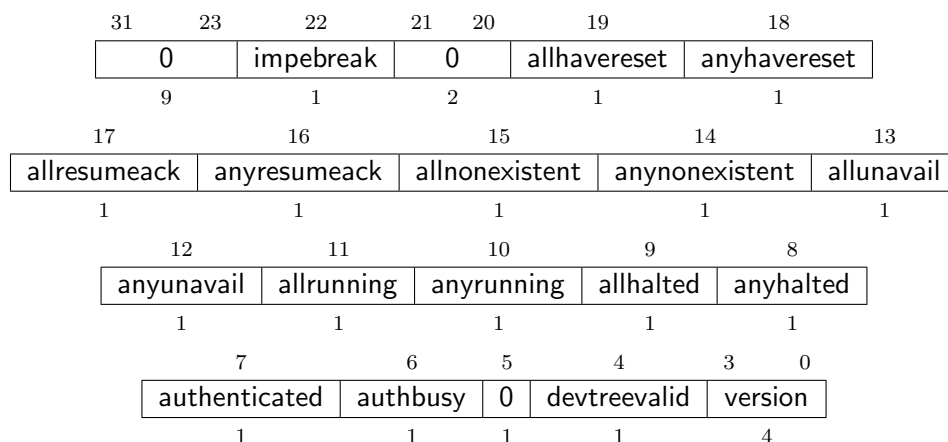 31 23 22 21 20 19 18
0 impebreak 0 allhavereset anyhavereset
9 1 2 1 1
17 16 15 14 13
allresumeack anyresumeack allnonexistent anynonexistent allunavail
1 1 1 1 1
12 11 10 9 8
anyunavail allrunning anyrunning allhalted anyhalted
1 1 1 1 1
7 6 5 4 3 0
authenticated authbusy 0 devtreevalid version
1 1 1 1 4